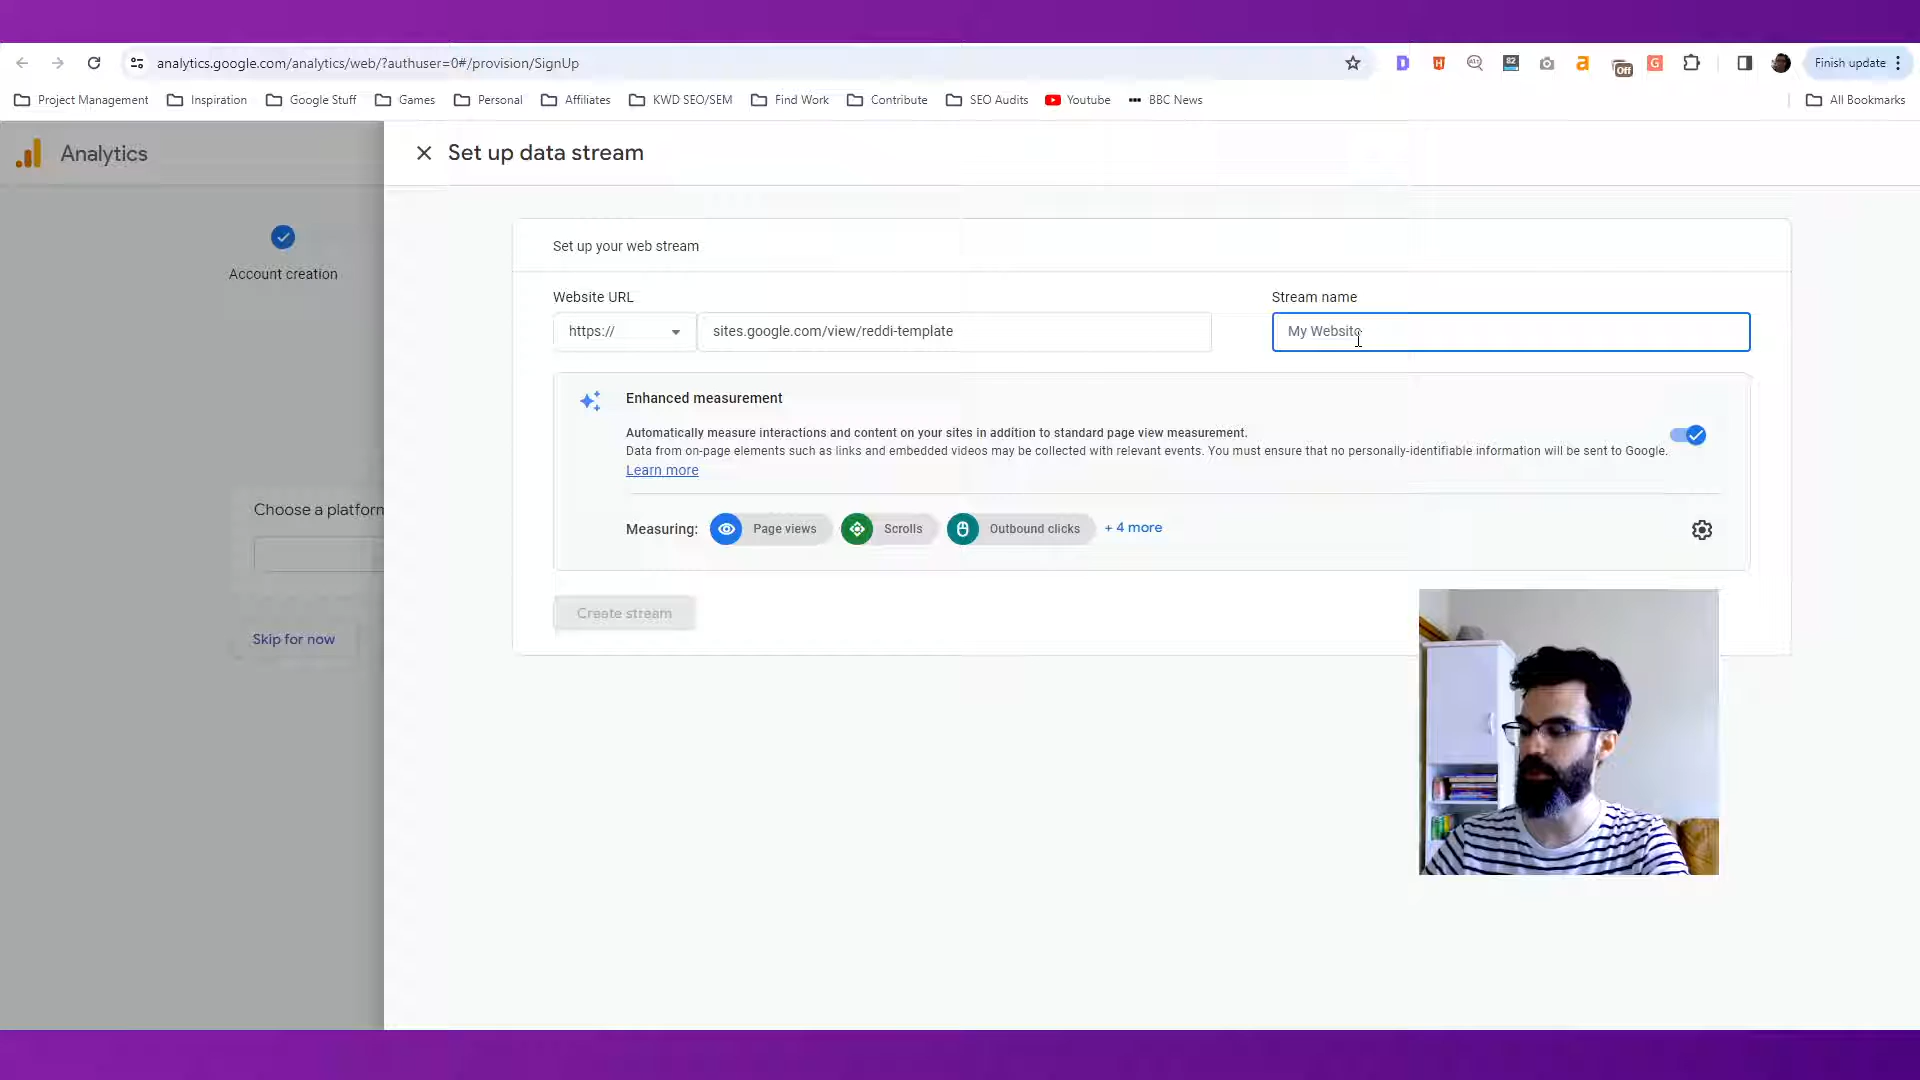 analytics.google.com/analytics/web/?authuser=0#/provision/SignUp
82
Off
Finish update
Project Management
Inspiration
Google Stuff
Games
Personal
Affiliates
KWD SEO/SEM
Find Work
Contribute
SEO Audits
Youtube
BBC News
All Bookmarks
Analytics
Set up data stream
Account creation
Set up your web stream
Website URL
Stream name
https://
sites.google.com/view/reddi-template
My Website
Enhanced measurement
Automatically measure interactions and content on your sites in addition to standard page view measurement.
Data from on-page elements such as links and embedded videos may be collected with relevant events. You must ensure that no personally-identifiable information will be sent to Google.
Learn more
Choose a platform
Measuring:
Page views
Scrolls
Outbound clicks
+ 4 more
Create stream
Skip for now